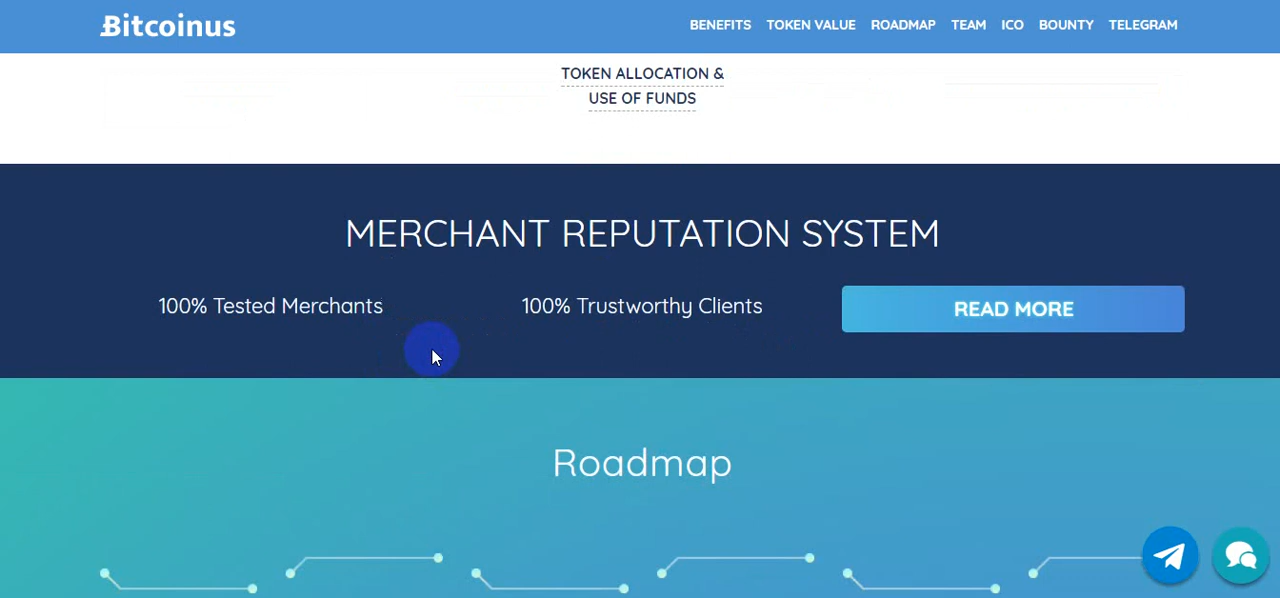 Bitcoinus
BENEFITS TOKEN VALUE ROADMAP TEAM ICO BOUNTY TELEGRAM
TOKEN ALLOCATION &
USE OF FUNDS
MERCHANT REPUTATION SYSTEM
100% Tested Merchants
100% Trustworthy Clients
READ MORE
Roadmap